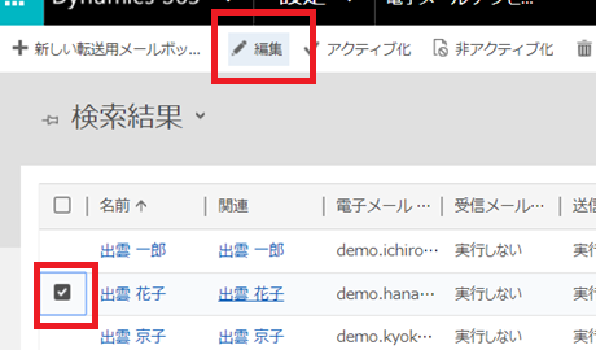 Dynamics 365 設定 電子メール
+ 新しい転送用メールボッ... 編集 アクティブ化 非アクティブ化
検索結果
名前 ↑ 関連 電子メール ... 受信メール... 送信
出雲 一郎 出雲 一郎 demo.ichiro... 実行しない 実行
出雲 花子 出雲 花子 demo.hana... 実行しない 実行
出雲 京子 出雲 京子 demo.kyok... 実行しない 実行